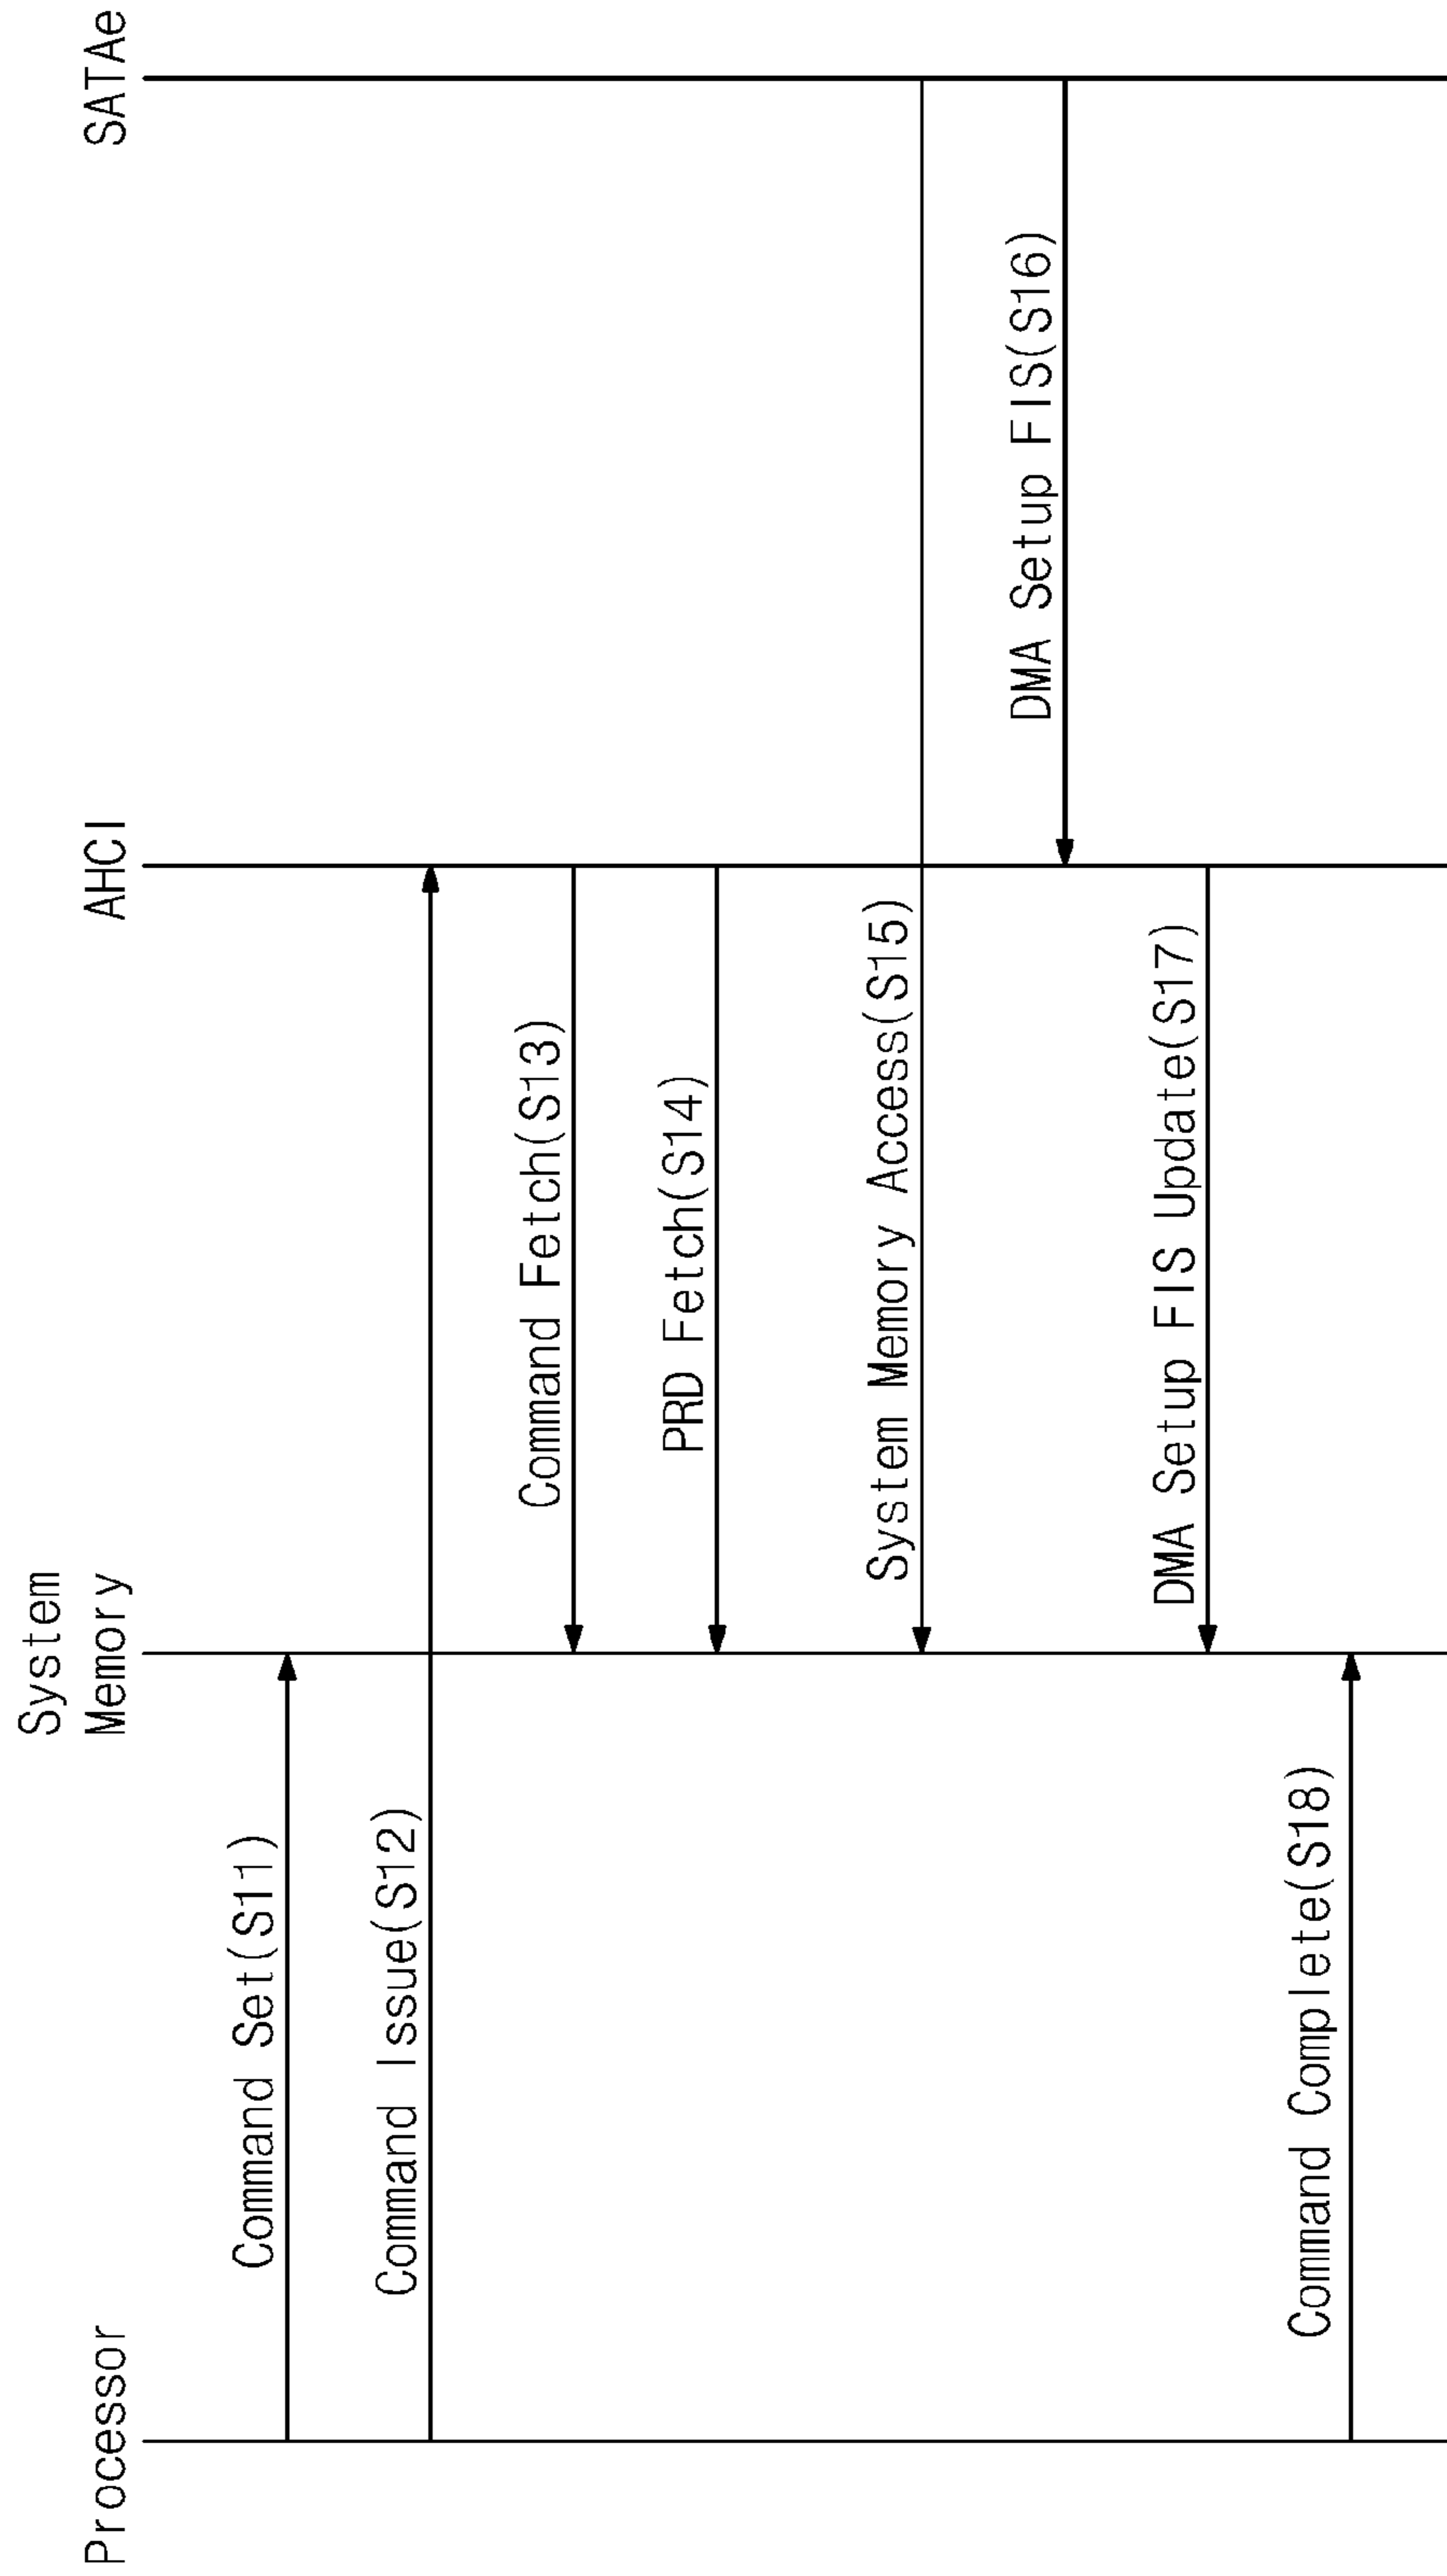 Processor
System
Memory
AHCI
SATAe
Command Set(S11)
Command Issue(S12)
Command Fetch(S13)
PRD Fetch(S14)
System Memory Access(S15)
DMA Setup FIS(S16)
DMA Setup FIS Update(S17)
Command Complete(S18)